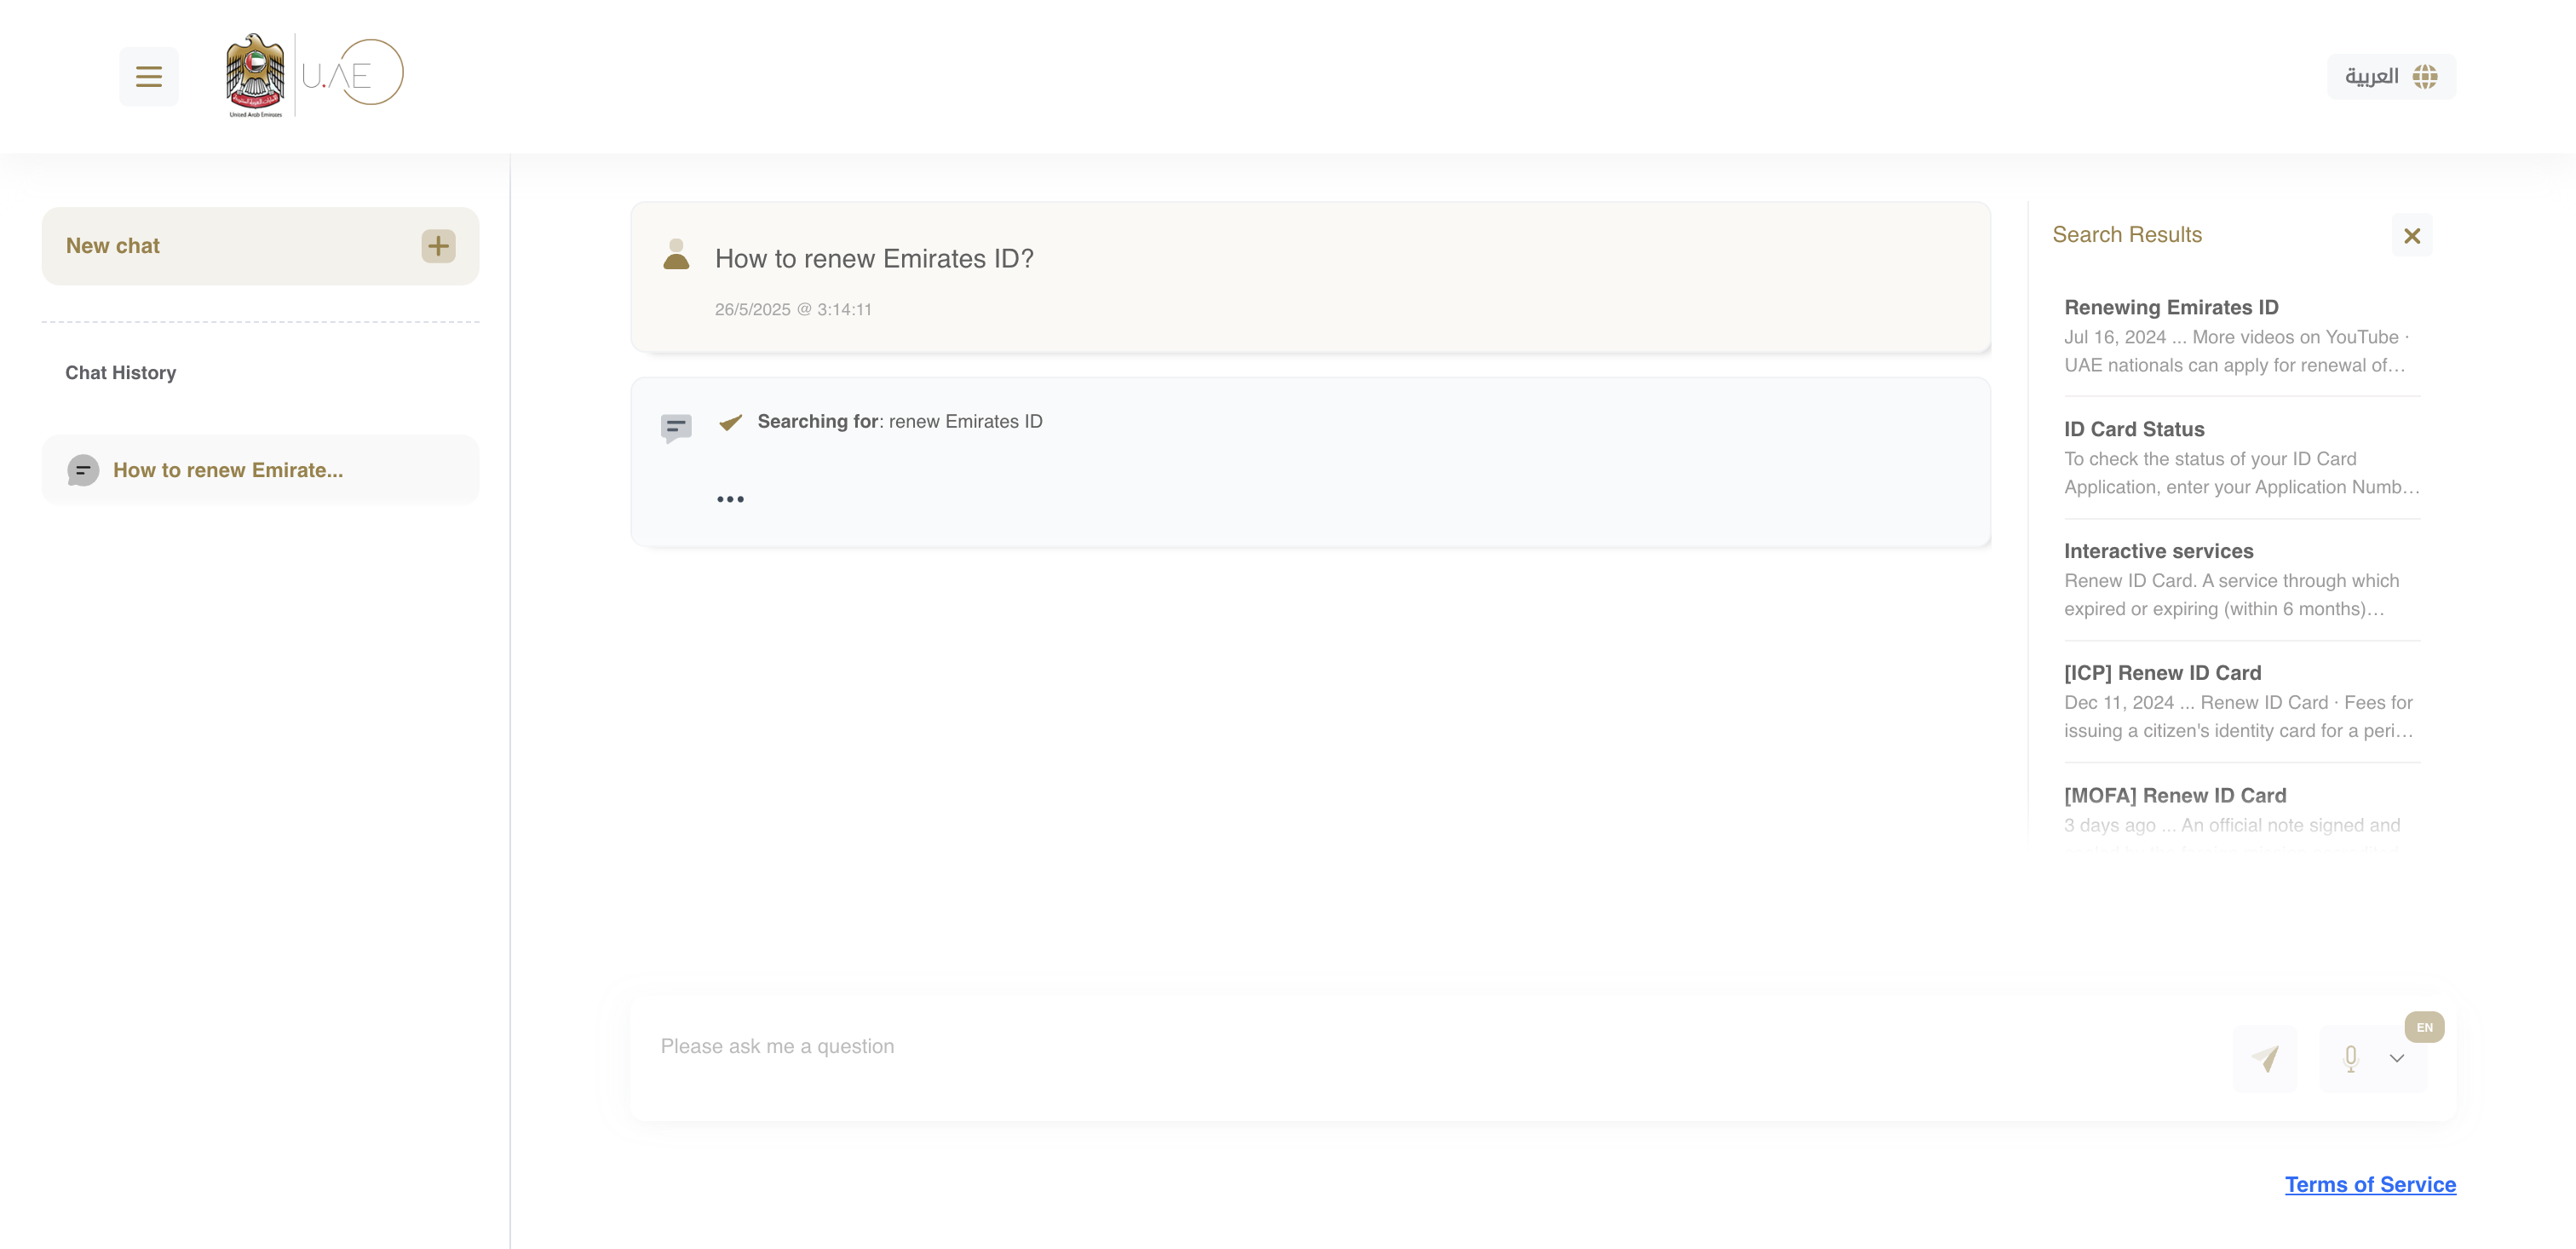 United Arab Emirates
U.AE
العربية
New chat
Chat History
How to renew Emirate...
How to renew Emirates ID?
26/5/2025 @ 3:14:11
Searching for: renew Emirates ID
...
Search Results
Renewing Emirates ID
Jul 16, 2024 ... More videos on YouTube ·
UAE nationals can apply for renewal of…
ID Card Status
To check the status of your ID Card
Application, enter your Application Numb…
Interactive services
Renew ID Card. A service through which
expired or expiring (within 6 months)…
[ICP] Renew ID Card
Dec 11, 2024 ... Renew ID Card · Fees for
issuing a citizen's identity card for a peri…
[MOFA] Renew ID Card
3 days ago ... An official note signed and
Please ask me a question
EN
Terms of Service